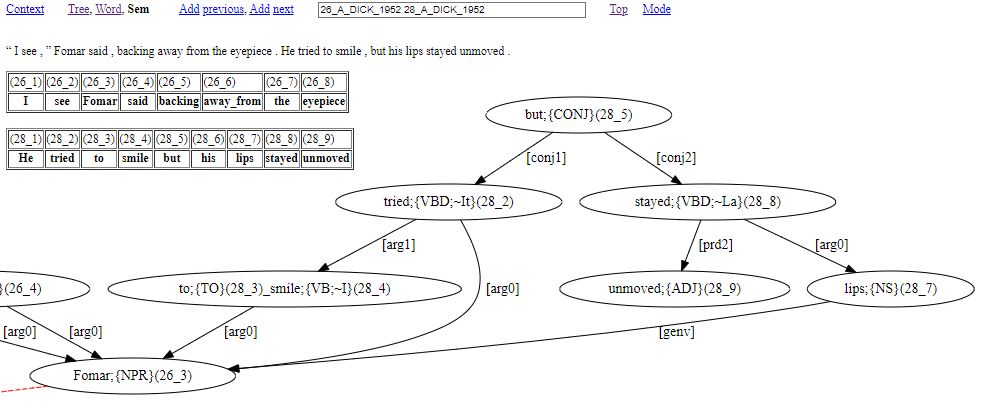 Context Tree, Word, Sem Add previous, Add next 26_A_DICK_1952 28_A_DICK_1952 Top Mode
“ I see , ” Fomar said , backing away from the eyepiece . He tried to smile , but his lips stayed unmoved .
(26_1) (26_2) (26_3) (26_4) (26_5) (26_6) (26_7) (26_8)
I see Fomar said backing away_from the eyepiece
(28_1) (28_2) (28_3) (28_4) (28_5) (28_6) (28_7) (28_8) (28_9)
He tried to smile but his lips stayed unmoved
but;{CONJ}(28_5)
[conj1] [conj2]
tried;{VBD;~It}(28_2) stayed;{VBD;~La}(28_8)
[arg1] [prd2] [arg0]
}(26_4) to;{TO}(28_3)_smile;{VB;~I}(28_4) [arg0] unmoved;{ADJ}(28_9) lips;{NS}(28_7)
[arg0] [arg0] [arg0] [genv]
Fomar;{NPR}(26_3)